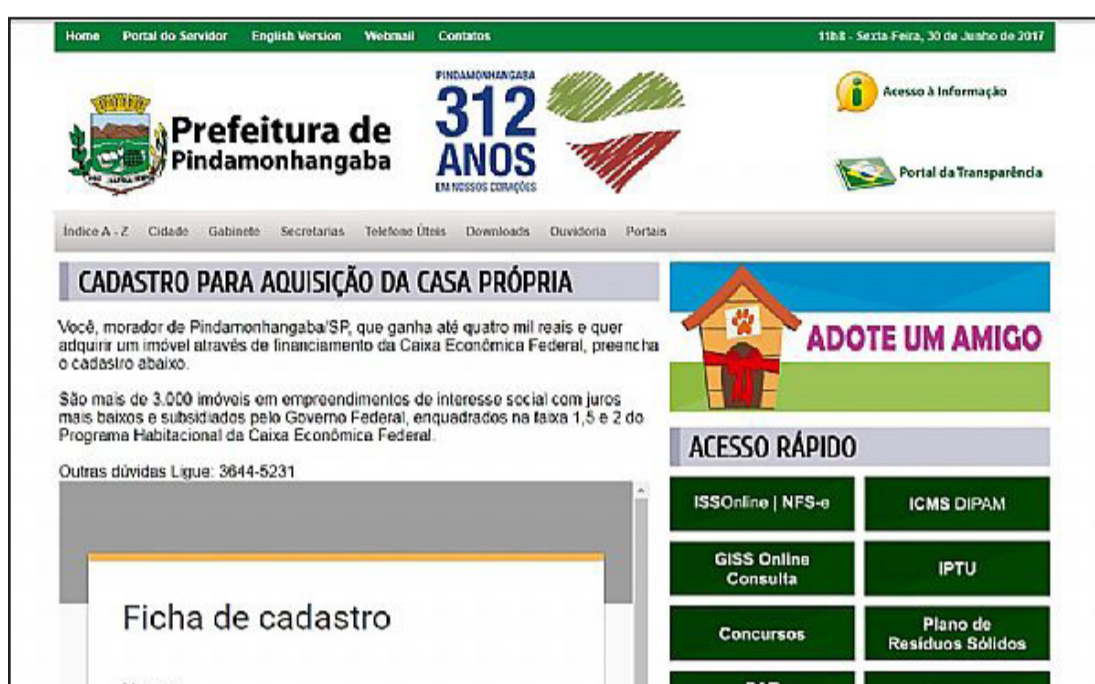 Home Portal do Servidor English Version Webmail Contatos
11h8 - Sexta-Feira, 30 de Junho de 2017
Prefeitura de
Pindamonhangaba
PINDAMONHANGABA
312
ANOS
EM NOSSOS CORAÇÕES
Acesso à Informação
Portal da Transparência
Índice A - Z Cidade Gabinete Secretarias Telefone Úteis Downloads Ouvidoria Portais
CADASTRO PARA AQUISIÇÃO DA CASA PRÓPRIA
Você, morador de Pindamonhangaba/SP, que ganha até quatro mil reais e quer
adquirir um imóvel através de financiamento da Caixa Econômica Federal, preencha
o cadastro abaixo.
São mais de 3.000 imóveis em empreendimentos de interesse social com juros
mais baixos e subsidiados pelo Governo Federal, enquadrados na faixa 1,5 e 2 do
Programa Habitacional da Caixa Econômica Federal.
Outras dúvidas Ligue: 3644-5231
Ficha de cadastro
ADOTE UM AMIGO
ACESSO RÁPIDO
ISSOnline | NFS-e
ICMS DIPAM
GISS Online
Consulta
IPTU
Concursos
Plano de
Resíduos Sólidos